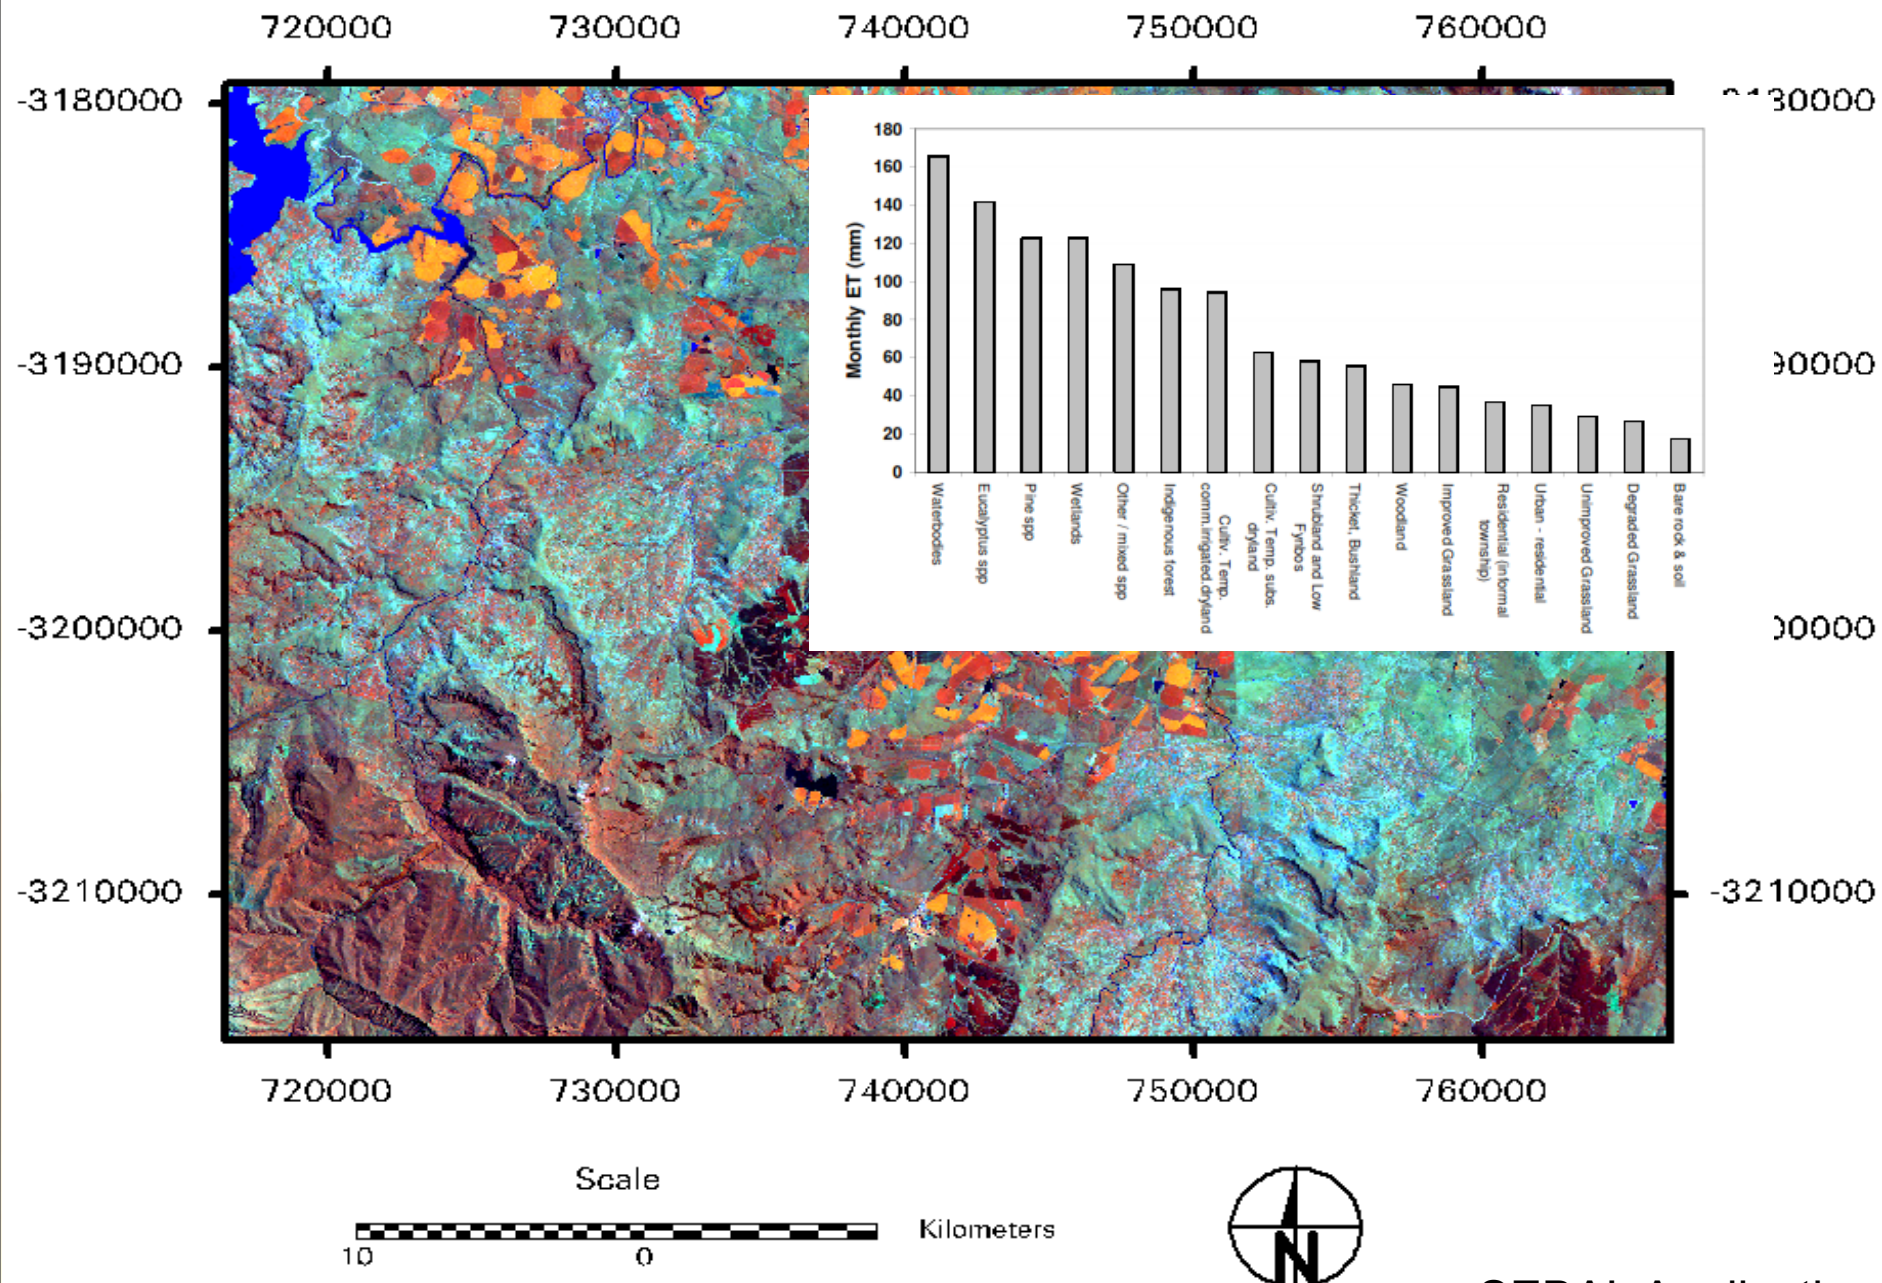 720000 730000 740000 750000 760000
-3180000
-3190000
-3200000
-3210000
180
160
140
120
100
80
60
40
20
0
Monthly ET (mm)
Waterbodies
Eucalyptus spp
Pine spp
Wetlands
Other / mixed spp
Indigenous forest
Cultiv. Temp.
comm.irrigated.dryland
Cultiv. Temp. subs.
dryland
Shrubland and Low
Fynbos
Thicket, Bushland
Woodland
Improved Grassland
Residential (informal
township)
Urban - residential
Unimproved Grassland
Degraded Grassland
Bare rock & soil
-3210000
720000 730000 740000 750000 760000
Scale
Kilometers
10 0
N